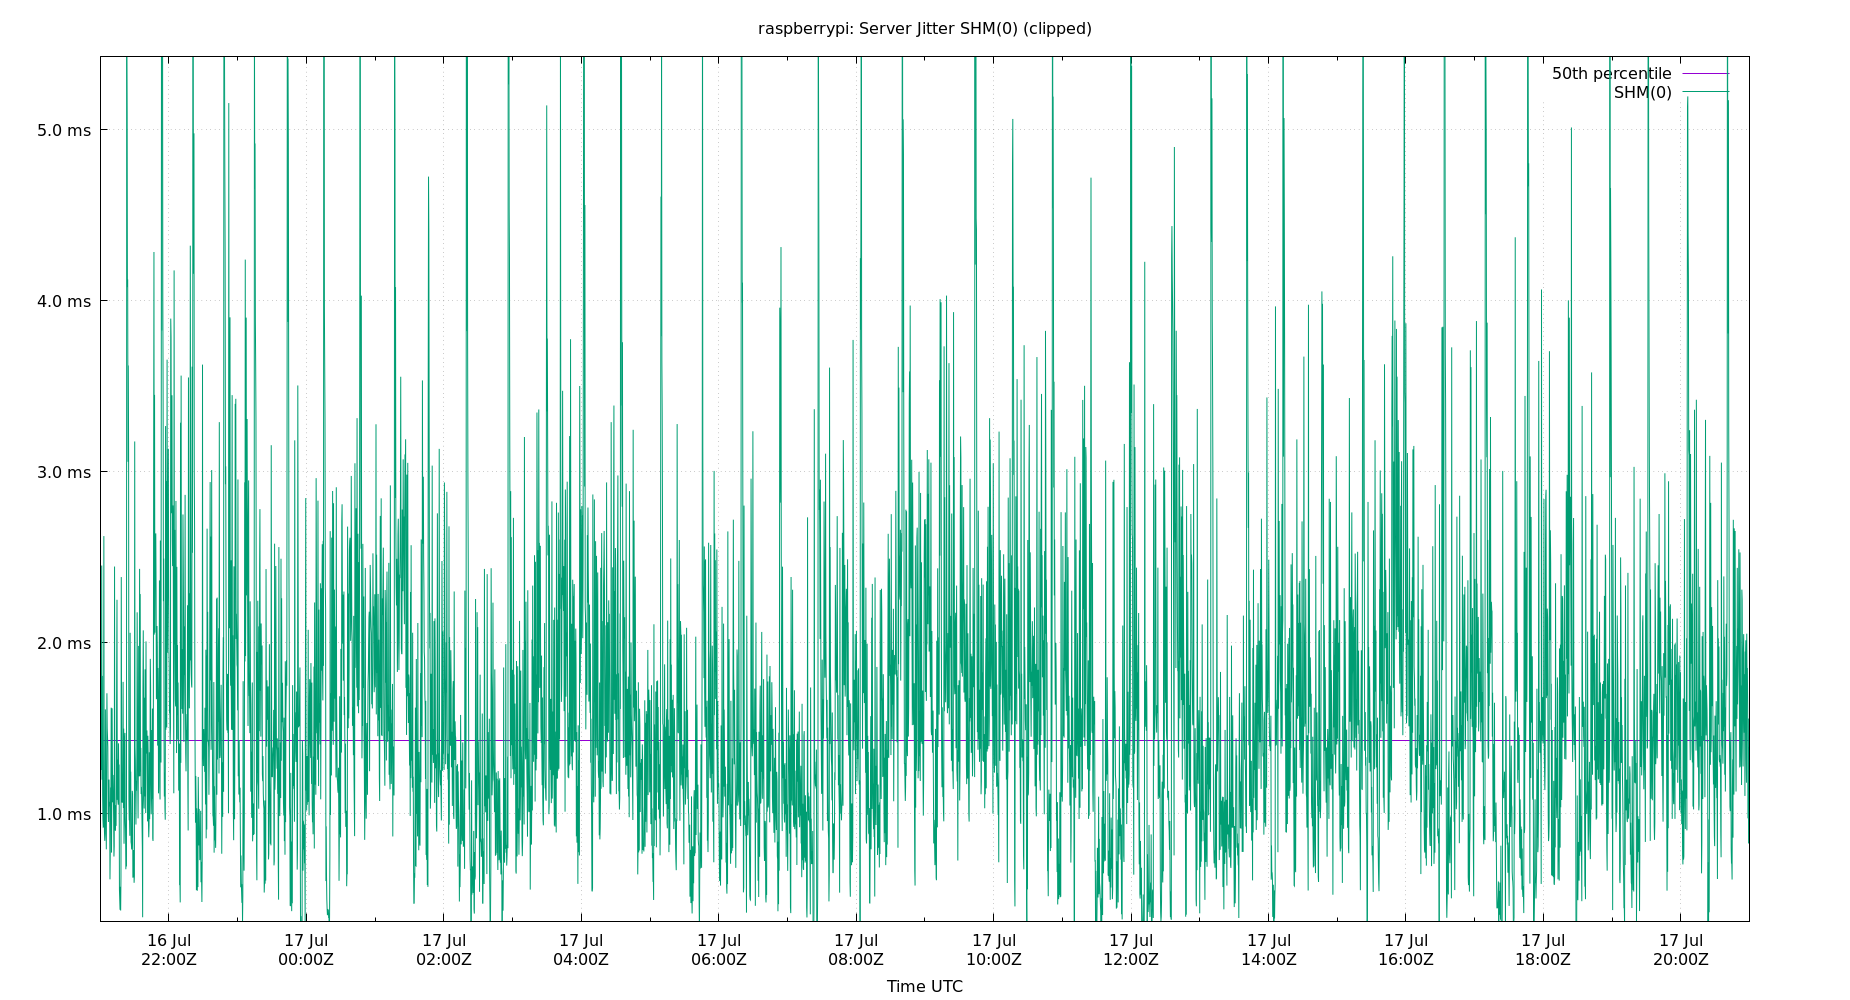 raspberrypi: Server Jitter SHM(0) (clipped)
50th percentile
SHM(0)
5.0 ms
4.0 ms
3.0 ms
2.0 ms
1.0 ms
16 Jul 17 Jul 17 Jul 17 Jul 17 Jul 17 Jul 17 Jul 17 Jul 17 Jul 17 Jul 17 Jul 17 Jul
22:00Z 00:00Z 02:00Z 04:00Z 06:00Z 08:00Z 10:00Z 12:00Z 14:00Z 16:00Z 18:00Z 20:00Z
Time UTC